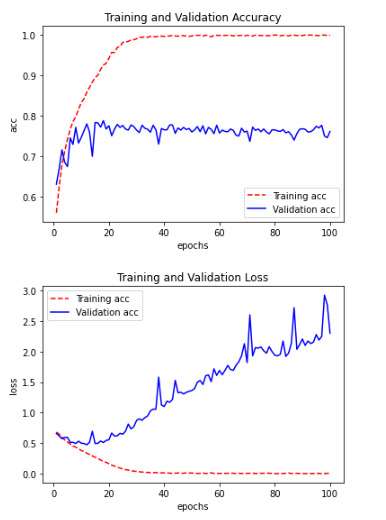 Training and Validation Accuracy
1.0
0.9
0.8
0.7
0.6
acc
Training acc
Validation acc
0 20 40 60 80 100
epochs
Training and Validation Loss
3.0
2.5
2.0
1.5
1.0
0.5
0.0
loss
Training acc
Validation acc
0 20 40 60 80 100
epochs